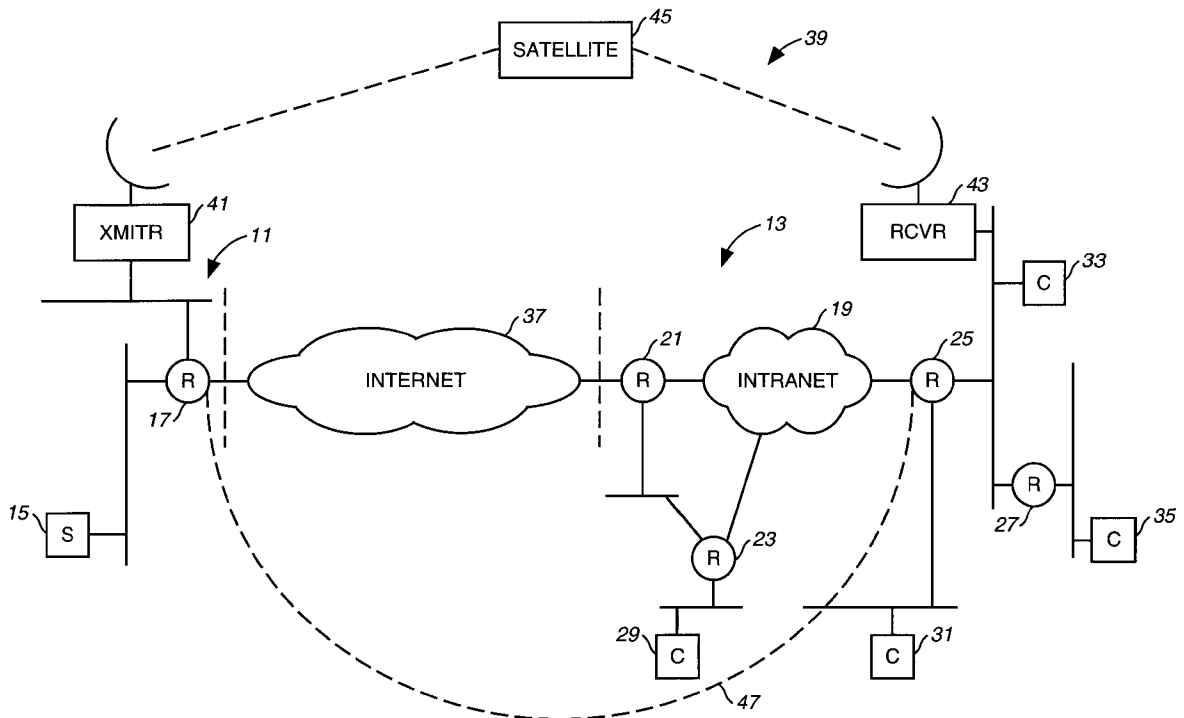 45
SATELLITE
39
XMITR
41
11
13
RCVR
43
C
33
37
INTERNET
R
17
21
R
19
INTRANET
25
R
15
S
R
23
R
27
C
35
29
C
C
31
47